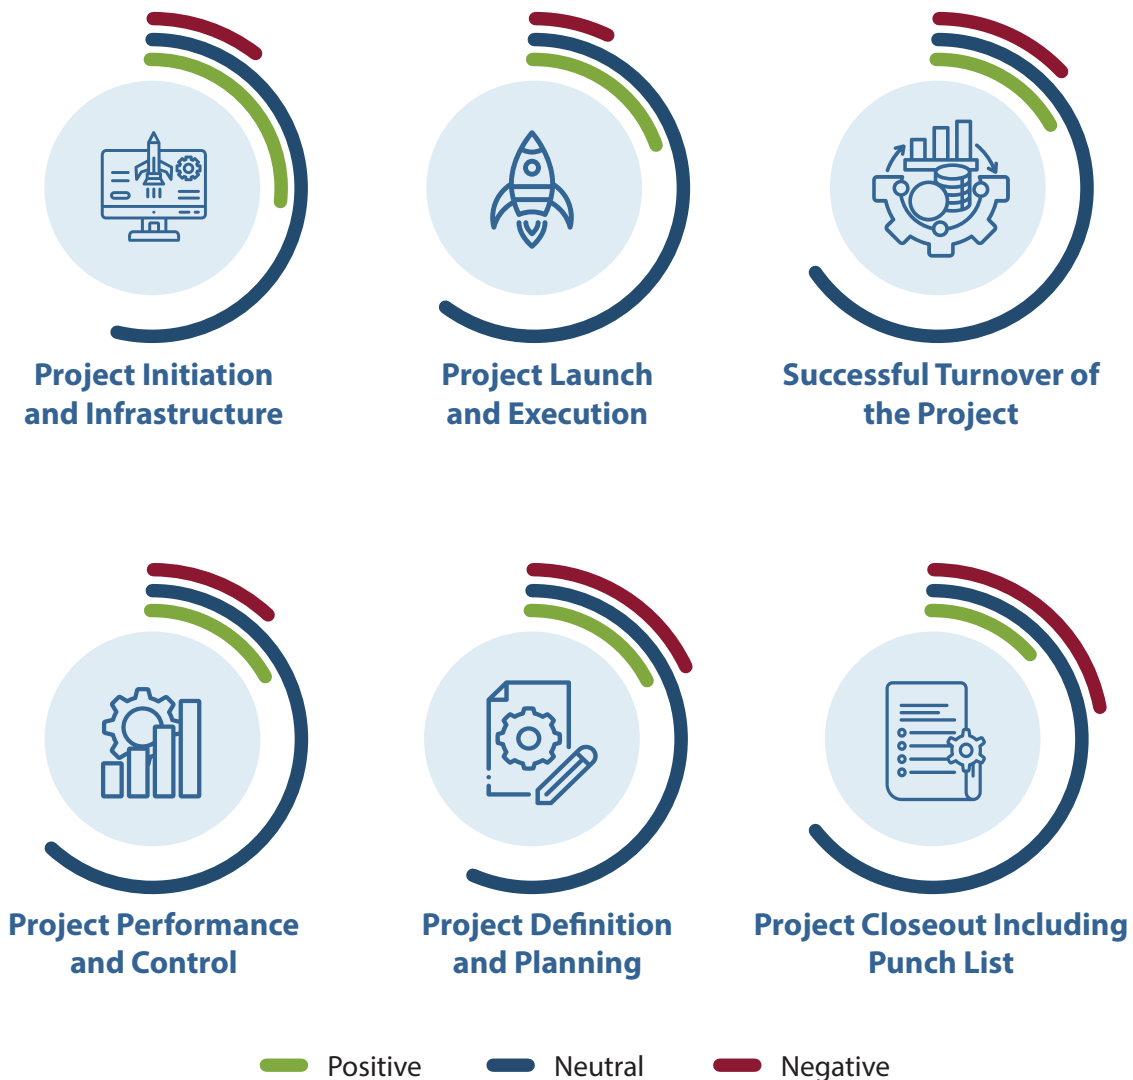 Project Initiation
and Infrastructure
Project Launch
and Execution
Successful Turnover of
the Project
Project Performance
and Control
Project Definition
and Planning
Project Closeout Including
Punch List
Positive
Neutral
Negative